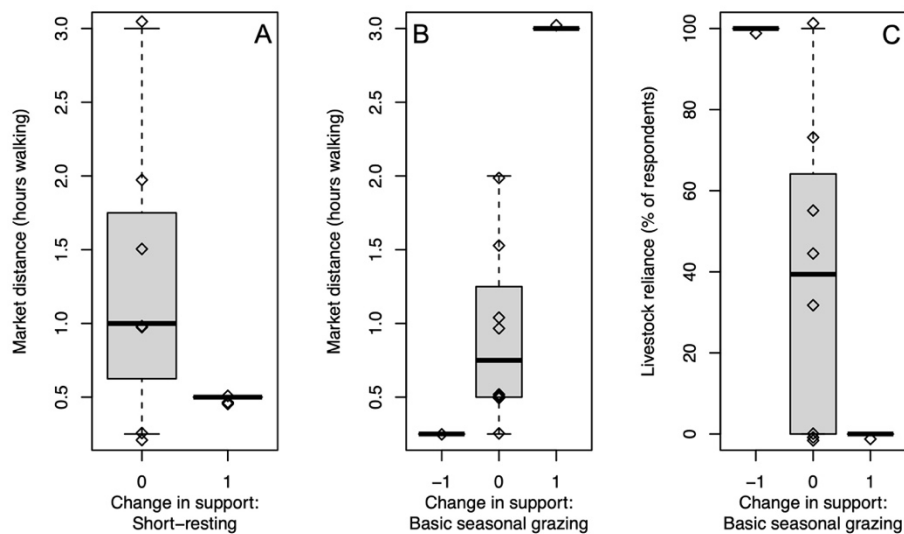 A
Market distance (hours walking)
3.0
2.5
2.0
1.5
1.0
0.5
0
1
Change in support:
Short−resting
B
Market distance (hours walking)
3.0
2.5
2.0
1.5
1.0
0.5
−1
0
1
Change in support:
Basic seasonal grazing
C
Livestock reliance (% of respondents)
100
80
60
40
20
0
−1
0
1
Change in support:
Basic seasonal grazing